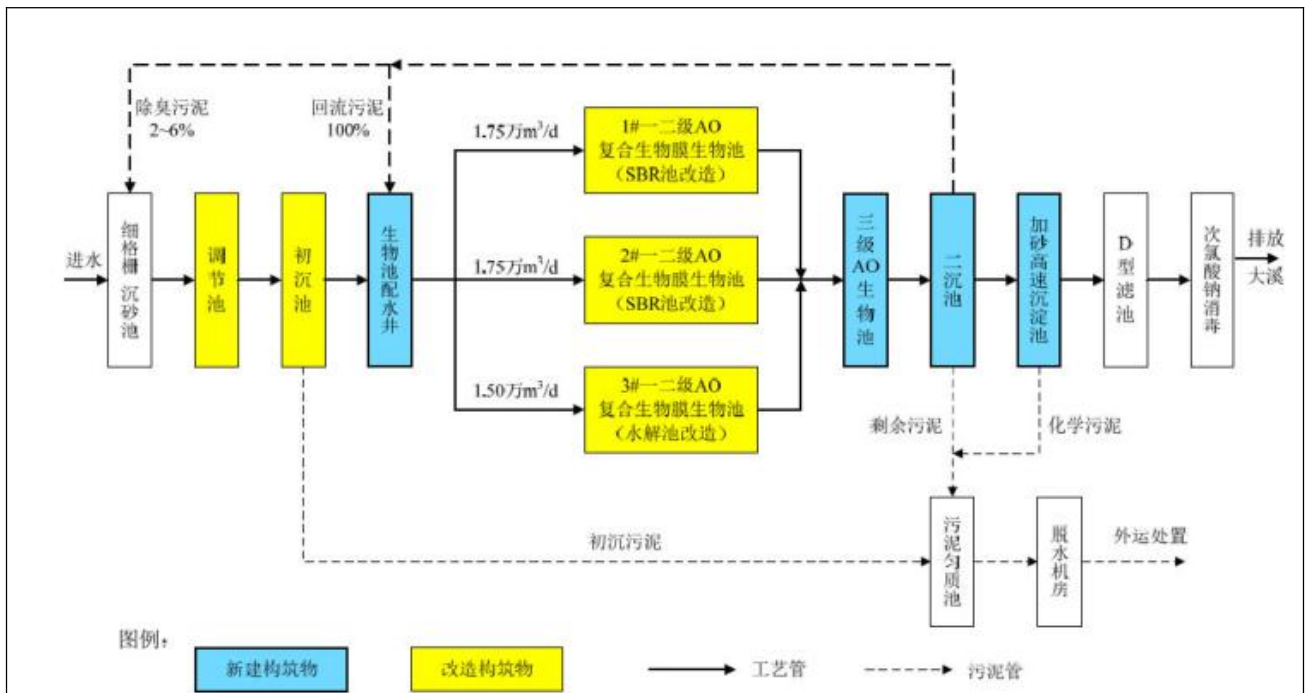 除臭污泥
2~6%
回流污泥
100%
1.75万m³/d
1#一二级AO
复合生物膜生物池
（SBR池改造）
进水
细格栅 沉砂池
调节池
初沉池
生物池配水井
1.75万m³/d
2#一二级AO
复合生物膜生物池
（SBR池改造）
三级AO生物池
二沉池
加砂高速沉淀池
D型滤池
次氯酸钠消毒
排放
大溪
1.50万m³/d
3#一二级AO
复合生物膜生物池
（水解池改造）
剩余污泥
化学污泥
初沉污泥
污泥匀质池
脱水机房
外运处置
图例：
新建构筑物
改造构筑物
工艺管
污泥管